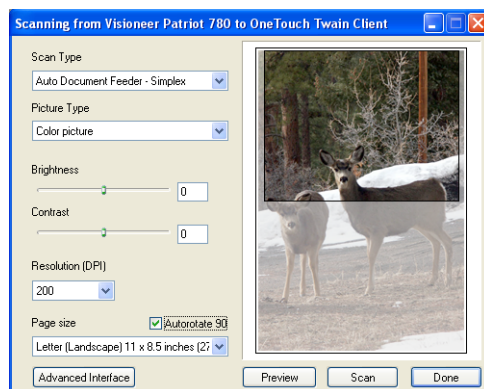 Scanning from Visioneer Patriot 780 to OneTouch Twain Client
Scan Type
Auto Document Feeder - Simplex
Picture Type
Color picture
Brightness
0
Contrast
0
Resolution (DPI)
200
Page size
Autorotate 90
Letter (Landscape) 11 x 8.5 inches (27
Advanced Interface
Preview
Scan
Done